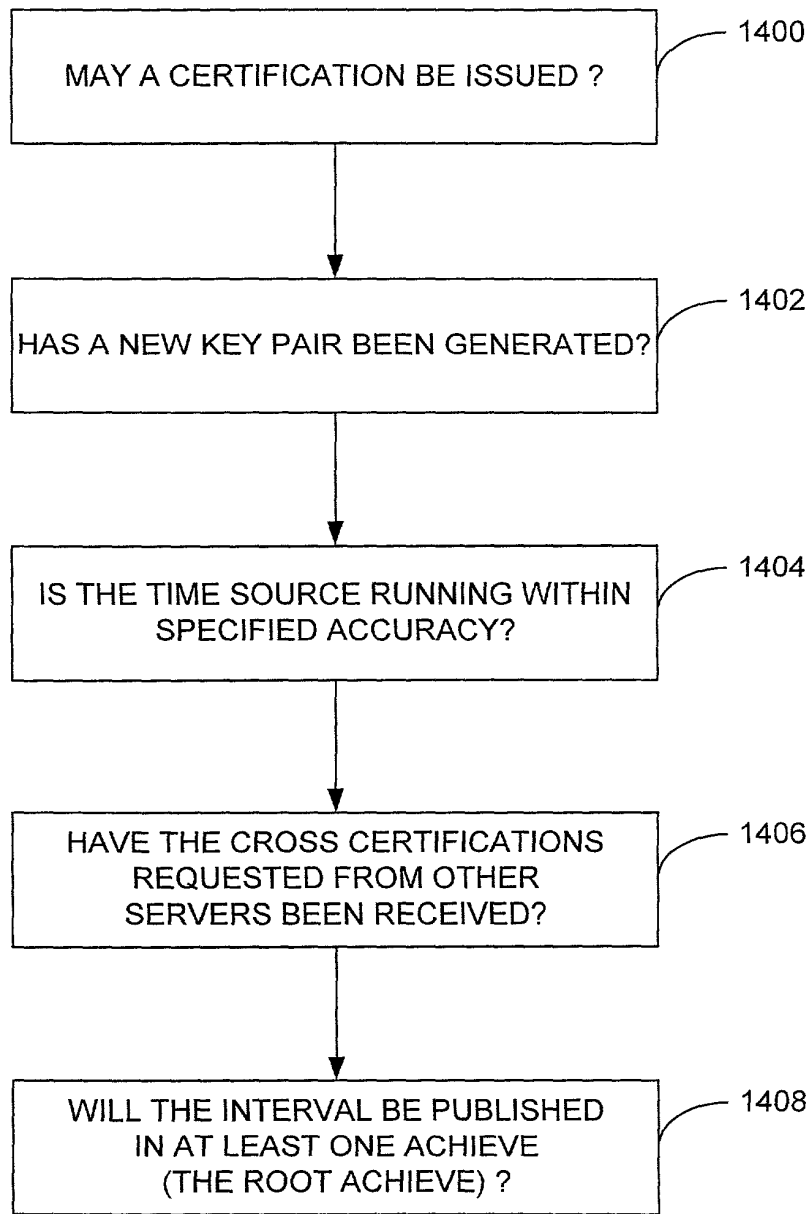 MAY A CERTIFICATION BE ISSUED ?
1400
HAS A NEW KEY PAIR BEEN GENERATED?
1402
IS THE TIME SOURCE RUNNING WITHIN
SPECIFIED ACCURACY?
1404
HAVE THE CROSS CERTIFICATIONS
REQUESTED FROM OTHER
SERVERS BEEN RECEIVED?
1406
WILL THE INTERVAL BE PUBLISHED
IN AT LEAST ONE ACHIEVE
(THE ROOT ACHIEVE) ?
1408